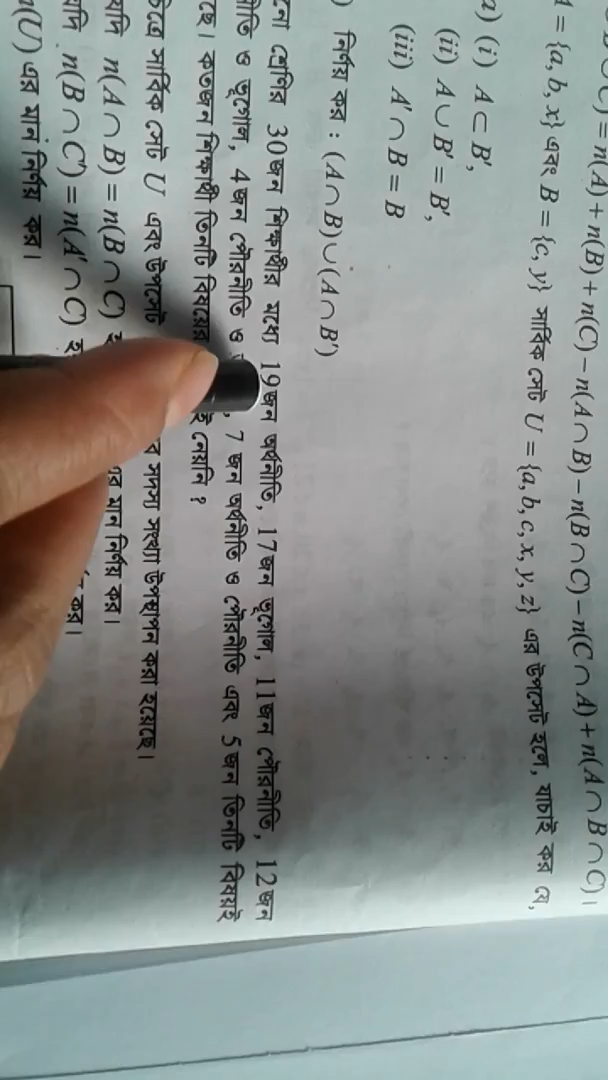 ∪ C) = n(A) + n(B) + n(C) − n(A ∩ B) − n(B ∩ C) − n(C ∩ A) + n(A ∩ B ∩ C)।
= {a, b, x} এবং B = {c, y} সার্বিক সেট U = {a, b, c, x, y, z} এর উপসেট হলে, যাচাই কর যে,
(i) A ⊂ B′,
(ii) A ∪ B′ = B′,
(iii) A′ ∩ B = B
) নির্ণয় কর : (A ∩ B) ∪ (A ∩ B′)
শ্রেণির 30জন শিক্ষার্থীর মধ্যে 19জন অর্থনীতি, 17জন ভূগোল, 11জন পৌরনীতি, 12জন
ও ভূগোল, 4জন পৌরনীতি ও 7 জন অর্থনীতি ও পৌরনীতি এবং 5জন তিনটি বিষয়ই
। কতজন শিক্ষার্থী তিনটি বিষয়ের নেয়নি ?
সার্বিক সেট U এবং উপসেট সদস্য সংখ্যা উপস্থাপন করা হয়েছে।
যদি n(A ∩ B) = n(B ∩ C) মান নির্ণয় কর।
যদি n(B ∩ C′) = n(A′ ∩ C) কর।
n(U) এর মান নির্ণয় কর।